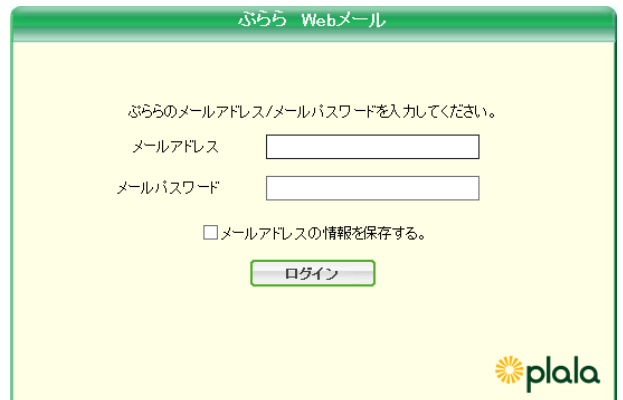 ぷらら Webメール
ぷららのメールアドレス/メールパスワードを入力してください。
メールアドレス
メールパスワード
メールアドレスの情報を保存する。
ログイン
plala